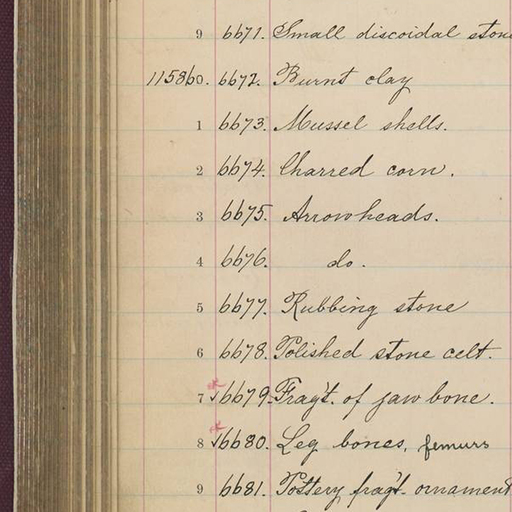 9 6671. Small discoidal stone
115860. 6672. Burnt clay
1 6673. Mussel shells.
2 6674. Charred corn.
3 6675. Arrowheads.
4 6676. do.
5 6677. Rubbing stone
6 6678. Polished stone celt.
7 ✓6679. Frag't. of jaw bone.
8 ✓6680. Leg bones, femurs
9 6681. Pottery frag't. ornament